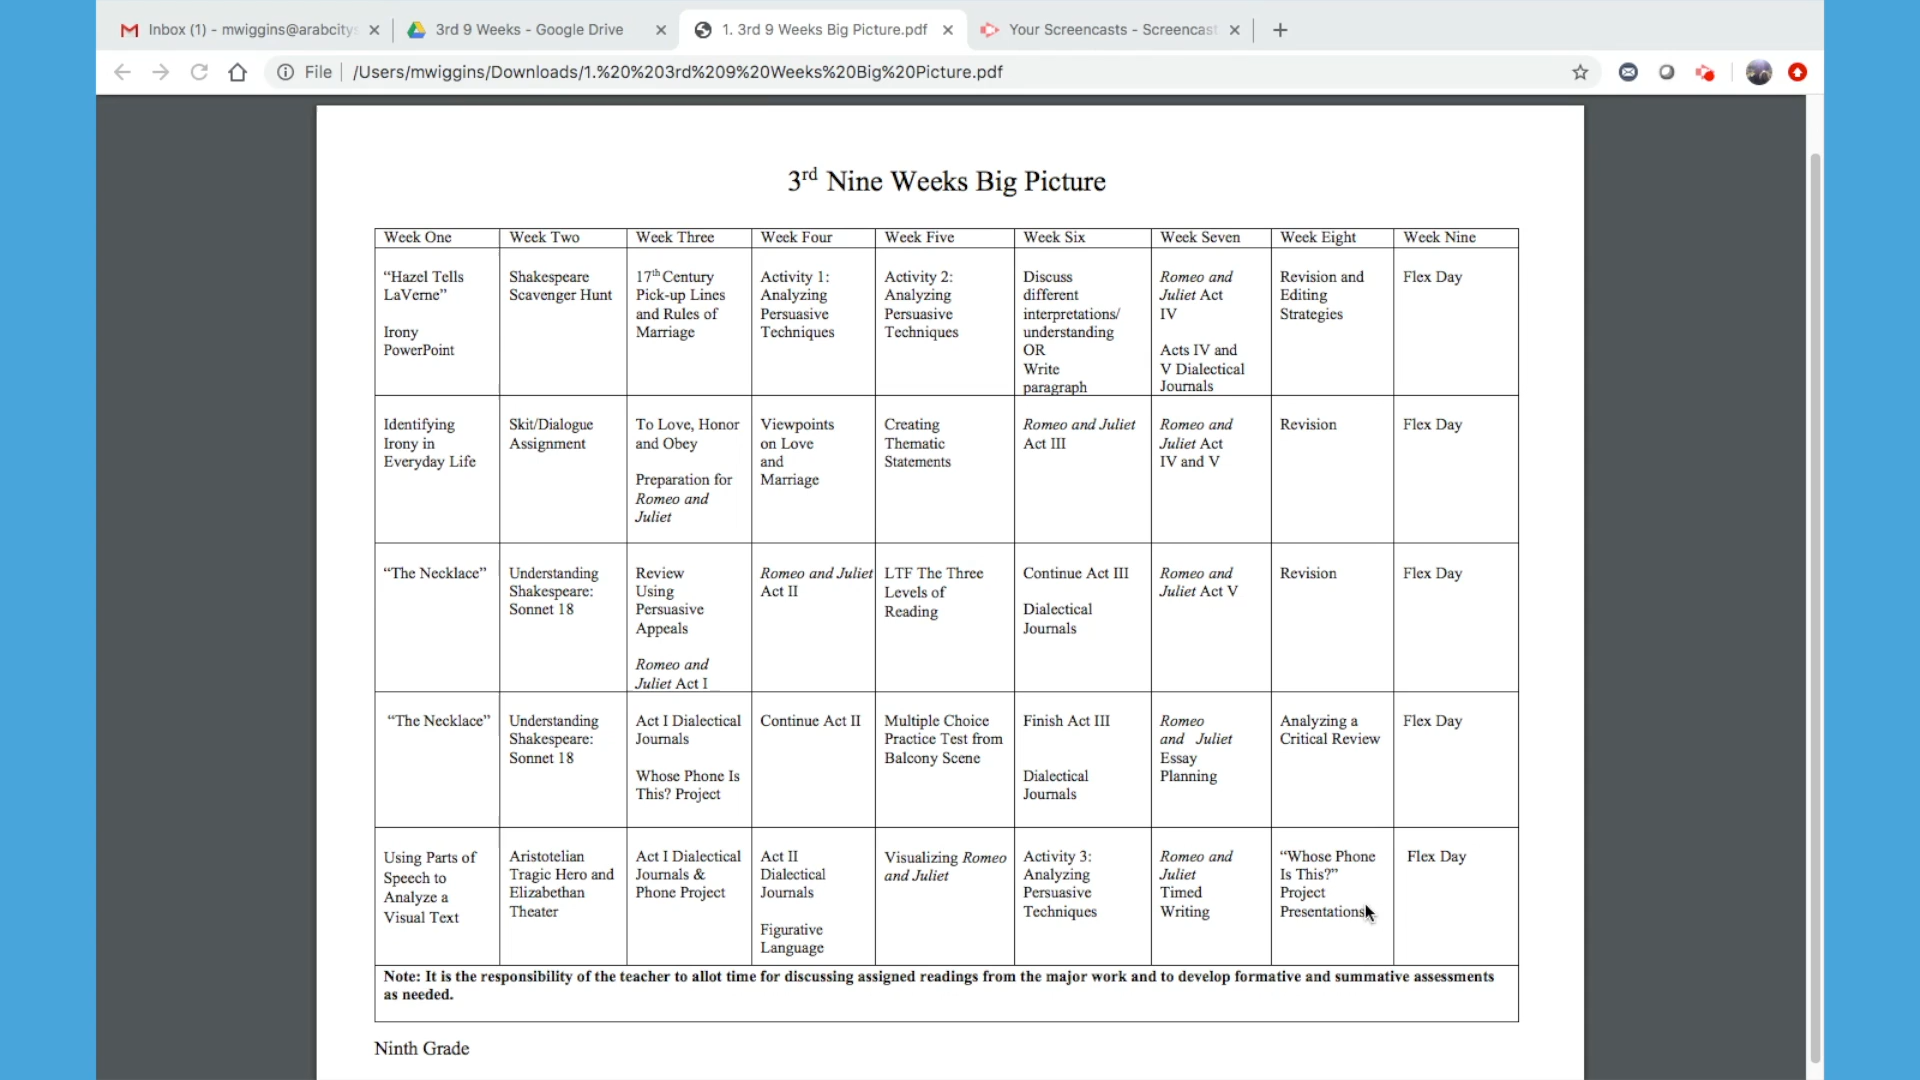 Inbox (1) - mwiggins@arabcitys
3rd 9 Weeks - Google Drive
1. 3rd 9 Weeks Big Picture.pdf
Your Screencasts - Screencast
File
/Users/mwiggins/Downloads/1.%20%203rd%209%20Weeks%20Big%20Picture.pdf
3rd Nine Weeks Big Picture
Week One
Week Two
Week Three
Week Four
Week Five
Week Six
Week Seven
Week Eight
Week Nine
“Hazel Tells
LaVerne”
Irony
PowerPoint
Shakespeare
Scavenger Hunt
17th Century
Pick-up Lines
and Rules of
Marriage
Activity 1:
Analyzing
Persuasive
Techniques
Activity 2:
Analyzing
Persuasive
Techniques
Discuss
different
interpretations/
understanding
OR
Write
paragraph
Romeo and
Juliet Act
IV
Acts IV and
V Dialectical
Journals
Revision and
Editing
Strategies
Flex Day
Identifying
Irony in
Everyday Life
Skit/Dialogue
Assignment
To Love, Honor
and Obey
Preparation for
Romeo and
Juliet
Viewpoints
on Love
and
Marriage
Creating
Thematic
Statements
Romeo and Juliet
Act III
Romeo and
Juliet Act
IV and V
Revision
Flex Day
“The Necklace”
Understanding
Shakespeare:
Sonnet 18
Review
Using
Persuasive
Appeals
Romeo and
Juliet Act I
Romeo and Juliet
Act II
LTF The Three
Levels of
Reading
Continue Act III
Dialectical
Journals
Romeo and
Juliet Act V
Revision
Flex Day
“The Necklace”
Understanding
Shakespeare:
Sonnet 18
Act I Dialectical
Journals
Whose Phone Is
This? Project
Continue Act II
Multiple Choice
Practice Test from
Balcony Scene
Finish Act III
Dialectical
Journals
Romeo
and Juliet
Essay
Planning
Analyzing a
Critical Review
Flex Day
Using Parts of
Speech to
Analyze a
Visual Text
Aristotelian
Tragic Hero and
Elizabethan
Theater
Act I Dialectical
Journals &
Phone Project
Act II
Dialectical
Journals
Figurative
Language
Visualizing Romeo
and Juliet
Activity 3:
Analyzing
Persuasive
Techniques
Romeo and
Juliet
Timed
Writing
“Whose Phone
Is This?”
Project
Presentations
Flex Day
Note: It is the responsibility of the teacher to allot time for discussing assigned readings from the major work and to develop formative and summative assessments
as needed.
Ninth Grade